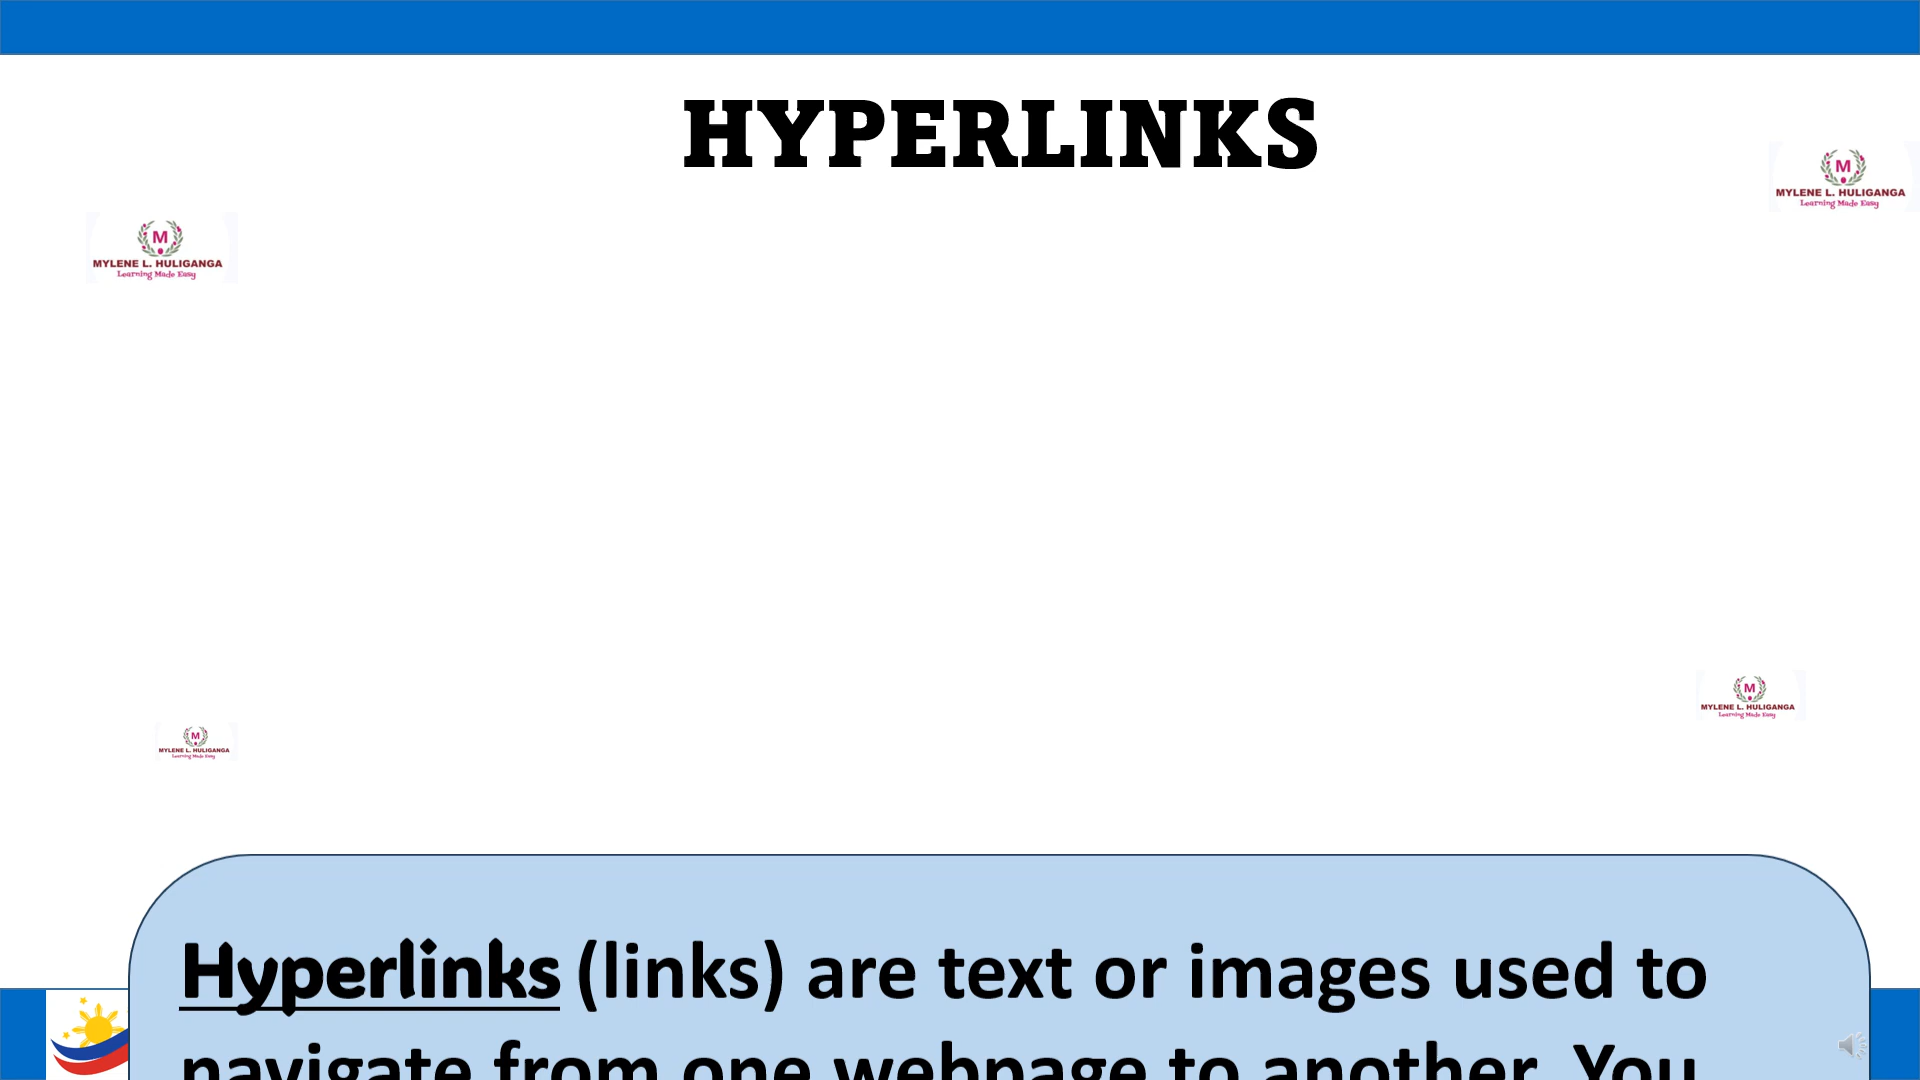 HYPERLINKS
M
MYLENE L. HULIGANGA
Learning Made Easy
M
MYLENE L. HULIGANGA
Learning Made Easy
M
MYLENE L. HULIGANGA
Learning Made Easy
M
MYLENE L. HULIGANGA
Learning Made Easy
Hyperlinks (links) are text or images used to
navigate from one webpage to another. You